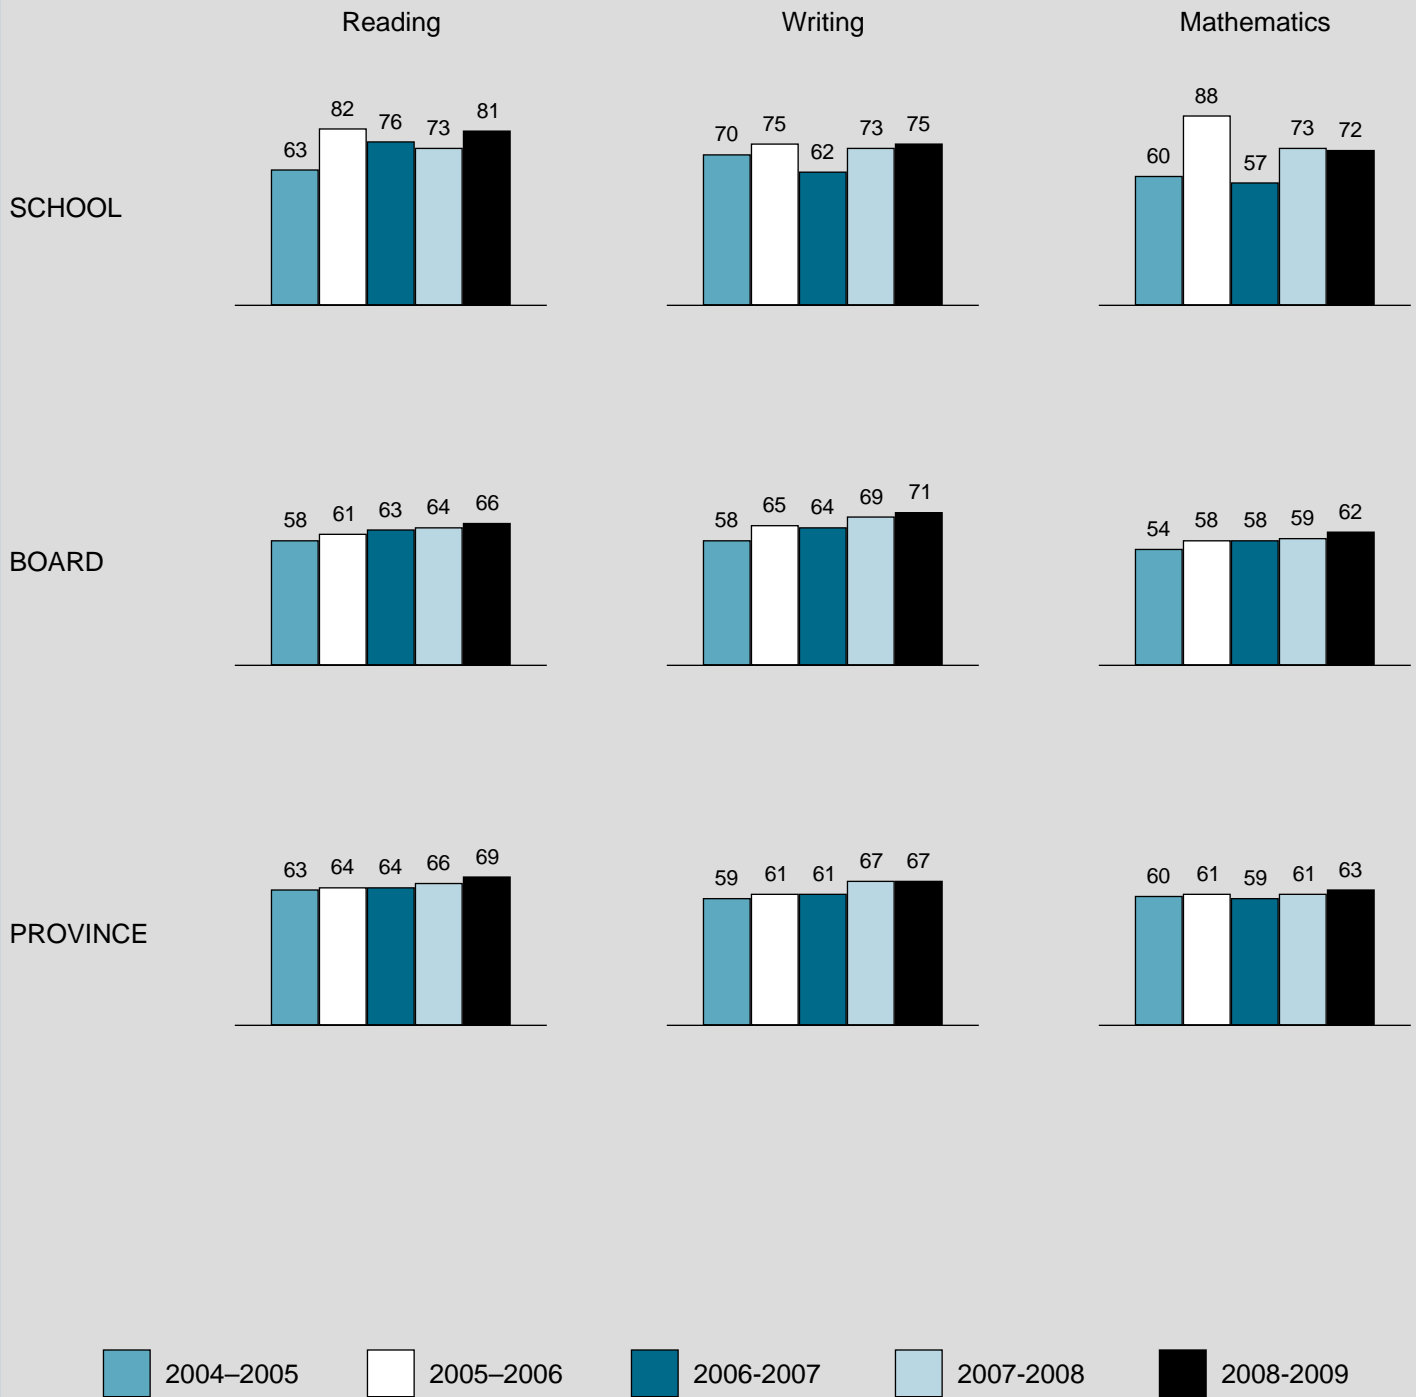 Reading Writing Mathematics
SCHOOL
63 82 76 73 81
70 75 62 73 75
60 88 57 73 72
BOARD
58 61 63 64 66
58 65 64 69 71
54 58 58 59 62
PROVINCE
63 64 64 66 69
59 61 61 67 67
60 61 59 61 63
2004–2005 2005–2006 2006-2007 2007-2008 2008-2009